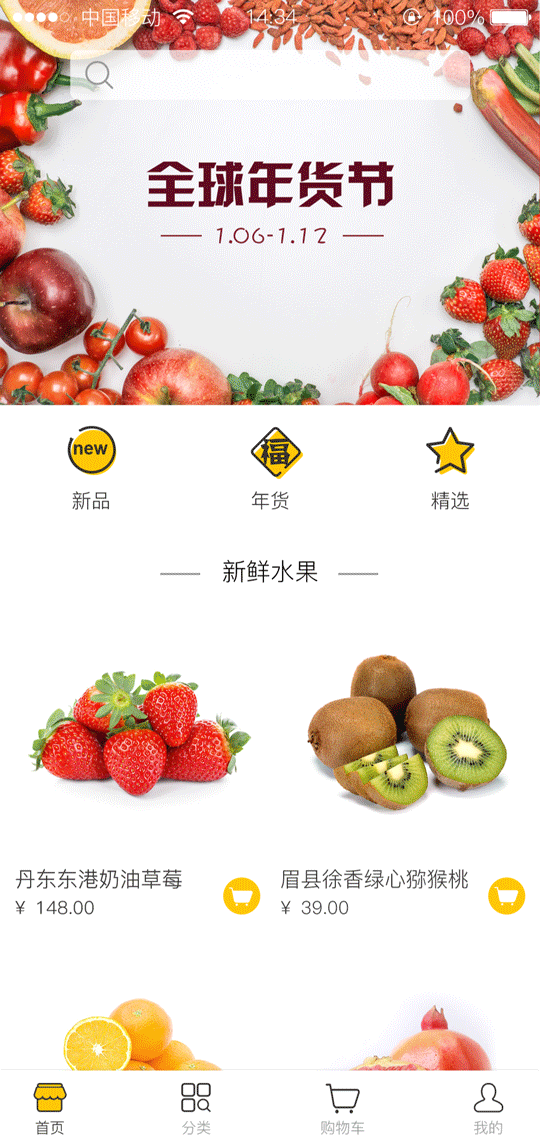 中国移动 14:34 100%
全球年货节
1.06-1.12
new 福
新品 年货 精选
新鲜水果
丹东东港奶油草莓 眉县徐香绿心猕猴桃
¥ 148.00 ¥ 39.00
首页 分类 购物车 我的